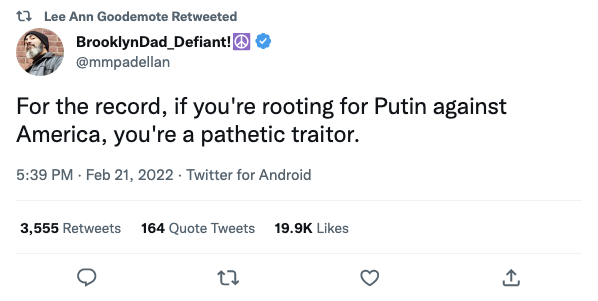 Lee Ann Goodemote Retweeted
BrooklynDad_Defiant!☮️
@mmpadellan
For the record, if you're rooting for Putin against
America, you're a pathetic traitor.
5:39 PM · Feb 21, 2022 · Twitter for Android
3,555 Retweets 164 Quote Tweets 19.9K Likes